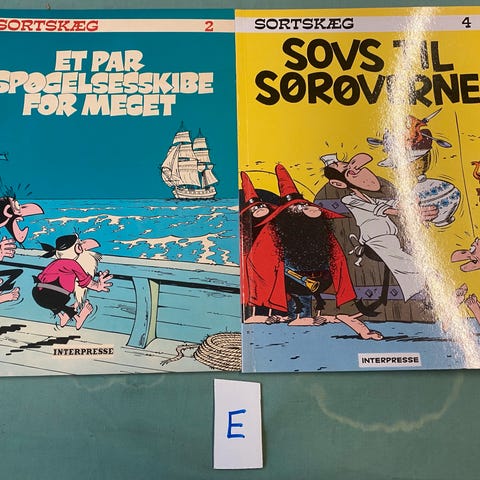 SORTSKÆG 2
ET PAR
SPØGELSESSKIBE
FOR MEGET
INTERPRESSE
SORTSKÆG 4
SOVS TIL
SØRØVERNE
INTERPRESSE
E